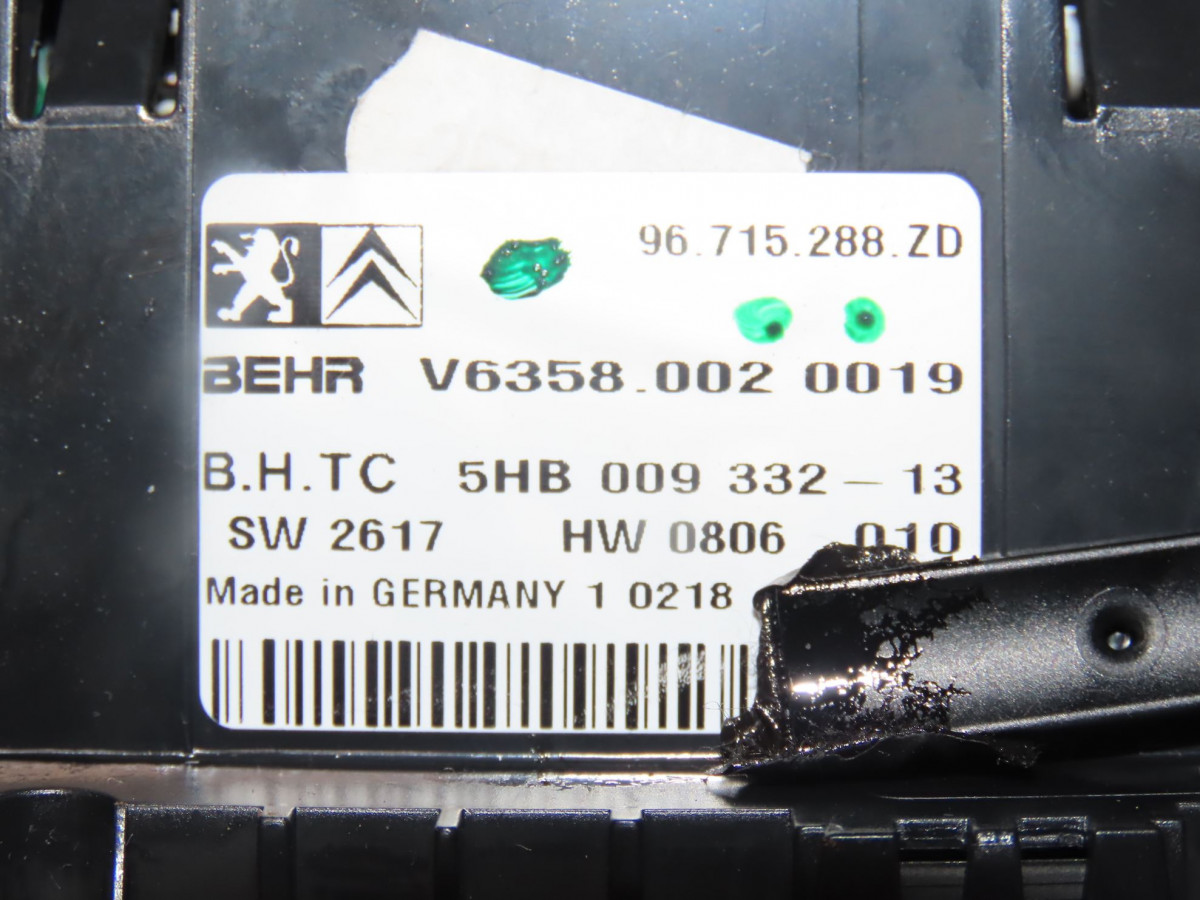 96.715.288.ZD
BEHR V6358.002 0019
B.H.TC 5HB 009 332-13
SW 2617 HW 0806 010
Made in GERMANY 1 0218